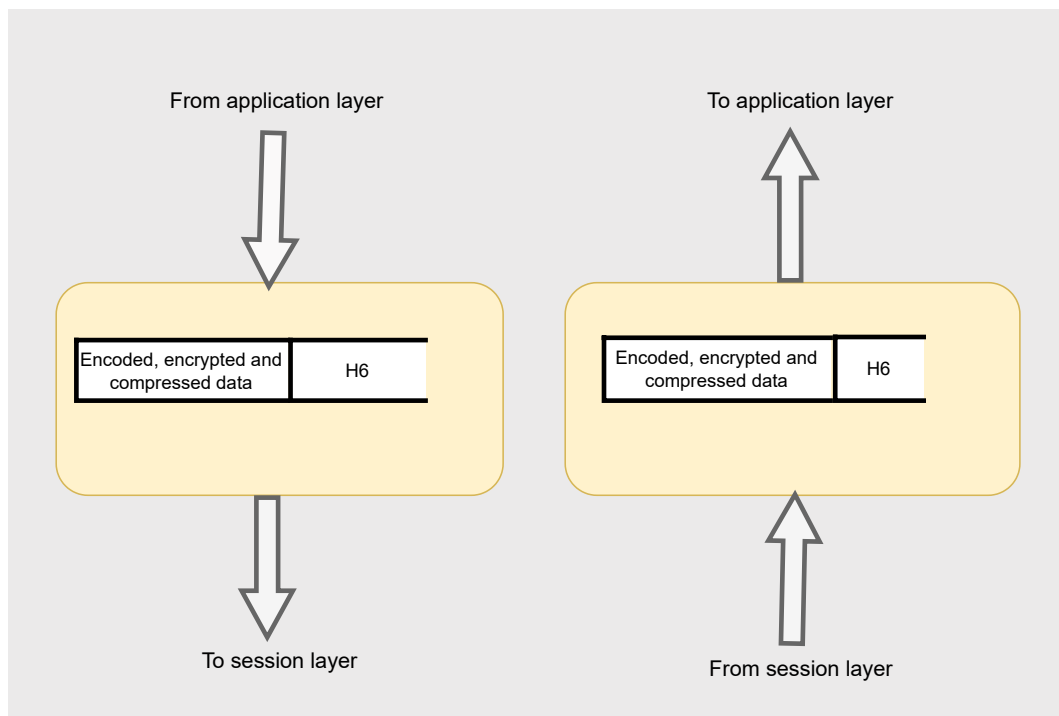 From application layer
To application layer
Encoded, encrypted and
compressed data
H6
Encoded, encrypted and
compressed data
H6
To session layer
From session layer